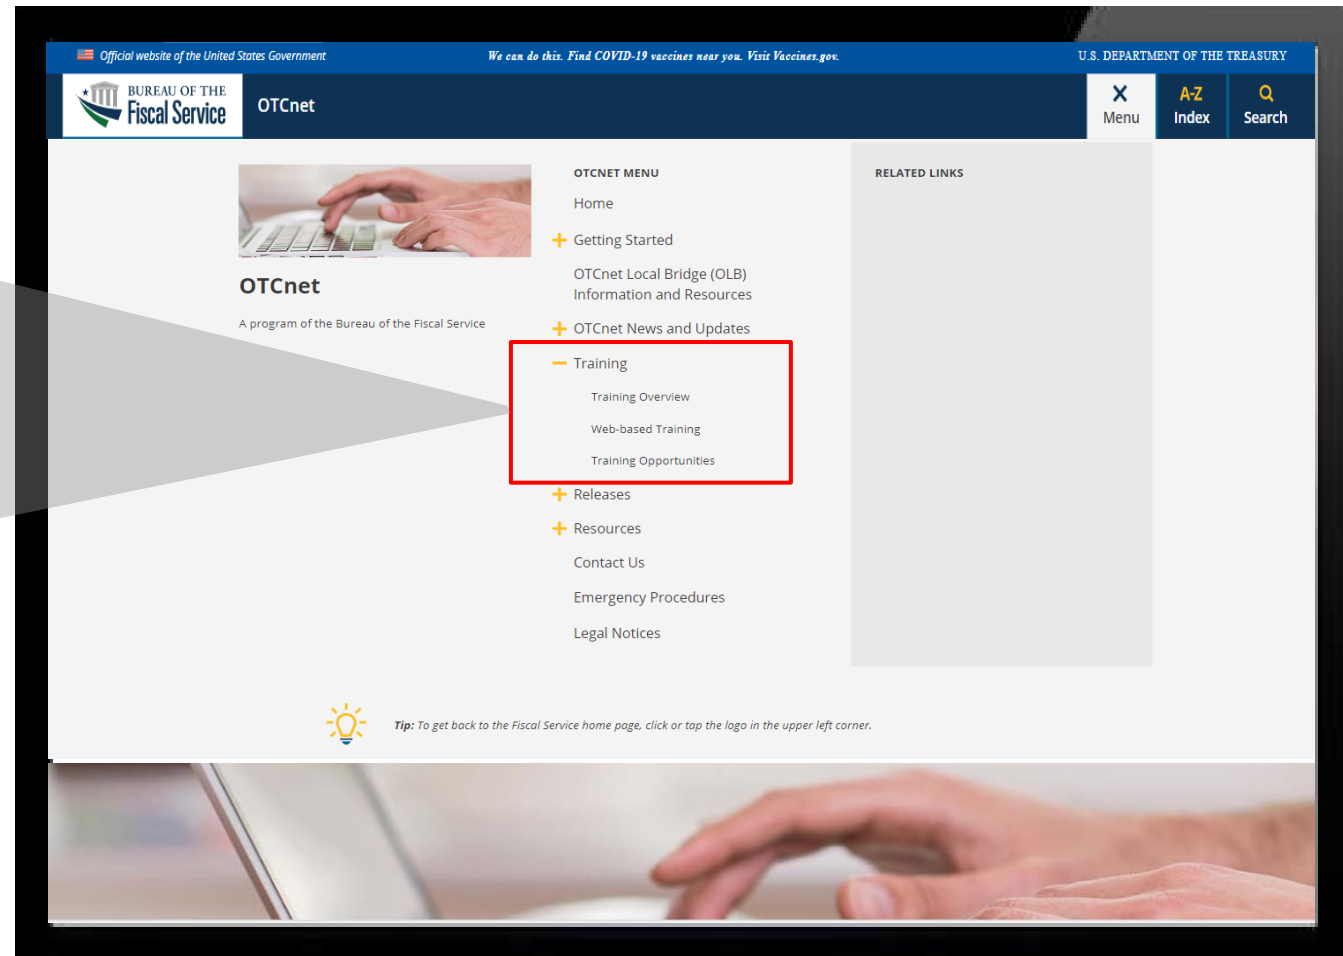 Official website of the United States Government
We can do this. Find COVID-19 vaccines near you. Visit Vaccines.gov.
U.S. DEPARTMENT OF THE TREASURY
BUREAU OF THE
Fiscal Service
OTCnet
X
Menu
A-Z
Index
Search
OTCnet
A program of the Bureau of the Fiscal Service
OTCNET MENU
Home
Getting Started
OTCnet Local Bridge (OLB)
Information and Resources
OTCnet News and Updates
Training
Training Overview
Web-based Training
Training Opportunities
Releases
Resources
Contact Us
Emergency Procedures
Legal Notices
RELATED LINKS
Tip: To get back to the Fiscal Service home page, click or tap the logo in the upper left corner.